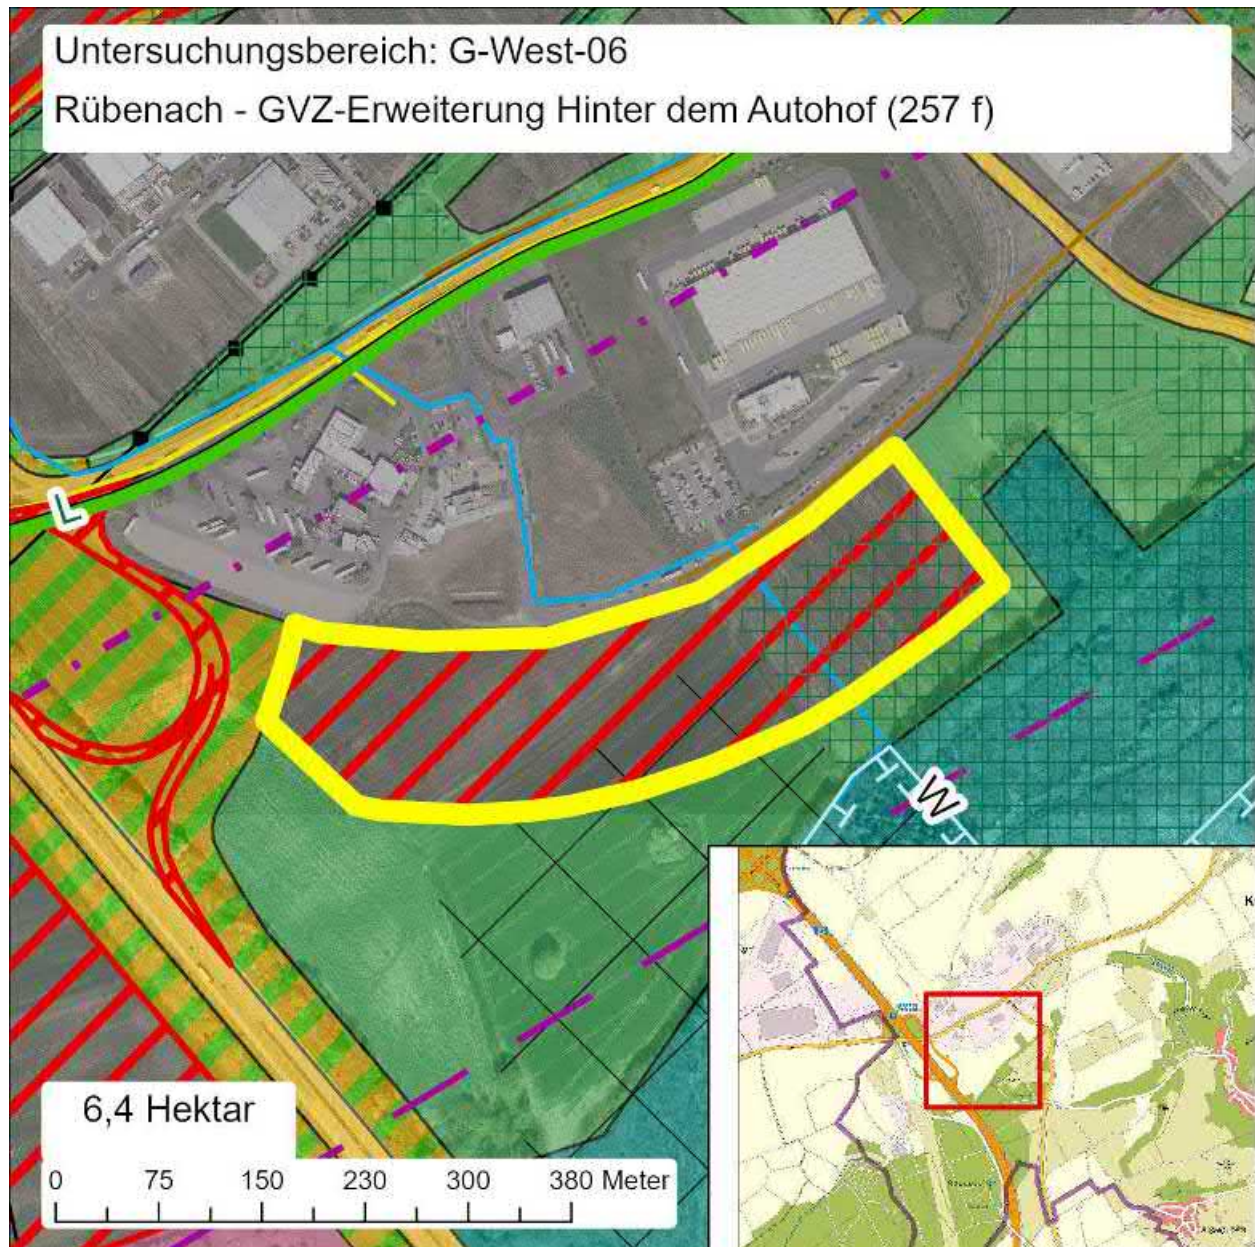 Untersuchungsbereich: G-West-06
Rübenach - GVZ-Erweiterung Hinter dem Autohof (257 f)
L
W
6,4 Hektar
0 75 150 230 300 380 Meter